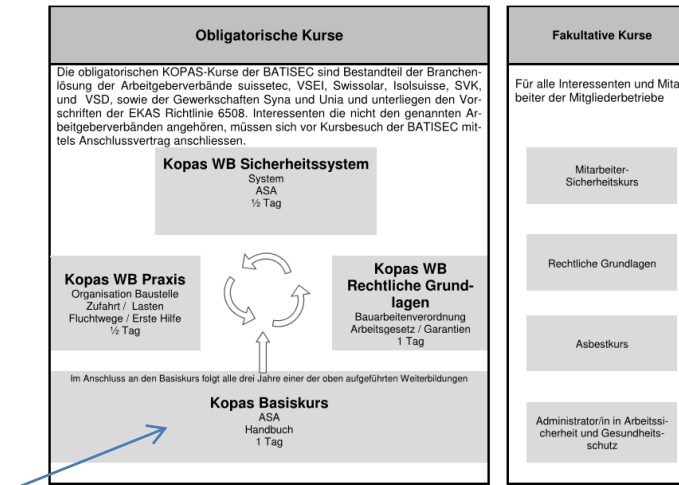 Obligatorische Kurse
Die obligatorischen KOPAS-Kurse der BATISEC sind Bestandteil der Branchen-
lösung der Arbeitgeberverbände suissetec, VSEI, Swissolar, Isolsuisse, SVK,
und VSD, sowie der Gewerkschaften Syna und Unia und unterliegen den Vor-
schriften der EKAS Richtlinie 6508. Interessenten die nicht den genannten Ar-
beitgeberverbänden angehören, müssen sich vor Kursbesuch der BATISEC mit-
tels Anschlussvertrag anschliessen.
Kopas WB Sicherheitssystem
System
ASA
½ Tag
Kopas WB Praxis
Organisation Baustelle
Zufahrt / Lasten
Fluchtwege / Erste Hilfe
½ Tag
Kopas WB
Rechtliche Grund-
lagen
Bauarbeitenverordnung
Arbeitsgesetz / Garantien
1 Tag
Im Anschluss an den Basiskurs folgt alle drei Jahre einer der oben aufgeführten Weiterbildungen
Kopas Basiskurs
ASA
Handbuch
1 Tag
Fakultative Kurse
Für alle Interessenten und Mita
beiter der Mitgliederbetriebe
Mitarbeiter-
Sicherheitskurs
Rechtliche Grundlagen
Asbestkurs
Administrator/in in Arbeitssi-
cherheit und Gesundheits-
schutz